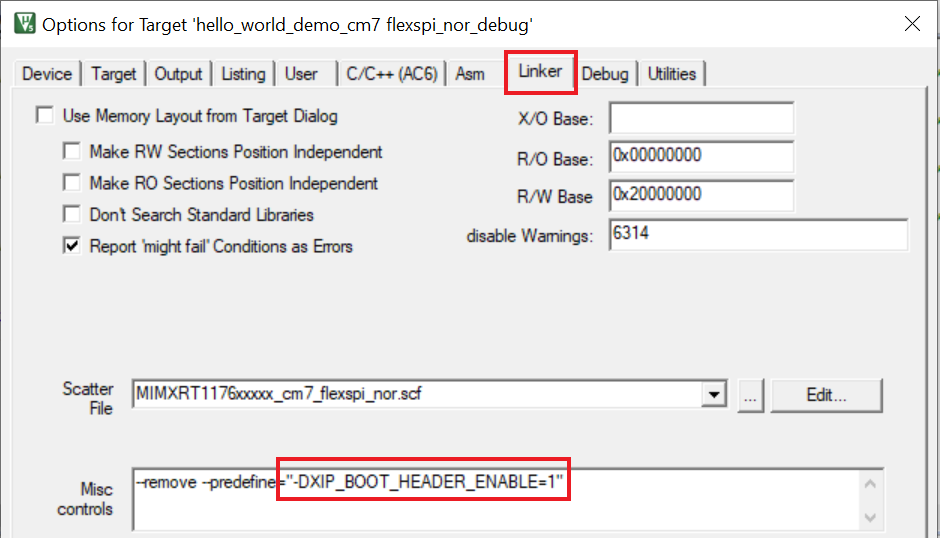 Options for Target 'hello_world_demo_cm7 flexspi_nor_debug'
Device Target Output Listing User C/C++ (AC6) Asm Linker Debug Utilities
Use Memory Layout from Target Dialog
X/O Base:
Make RW Sections Position Independent
R/O Base: 0x00000000
Make RO Sections Position Independent
R/W Base 0x20000000
Don't Search Standard Libraries
disable Warnings: 6314
Report 'might fail' Conditions as Errors
Scatter File
MIMXRT1176xxxxx_cm7_flexspi_nor.scf
...
Edit...
Misc controls
--remove --predefine="-DXIP_BOOT_HEADER_ENABLE=1"